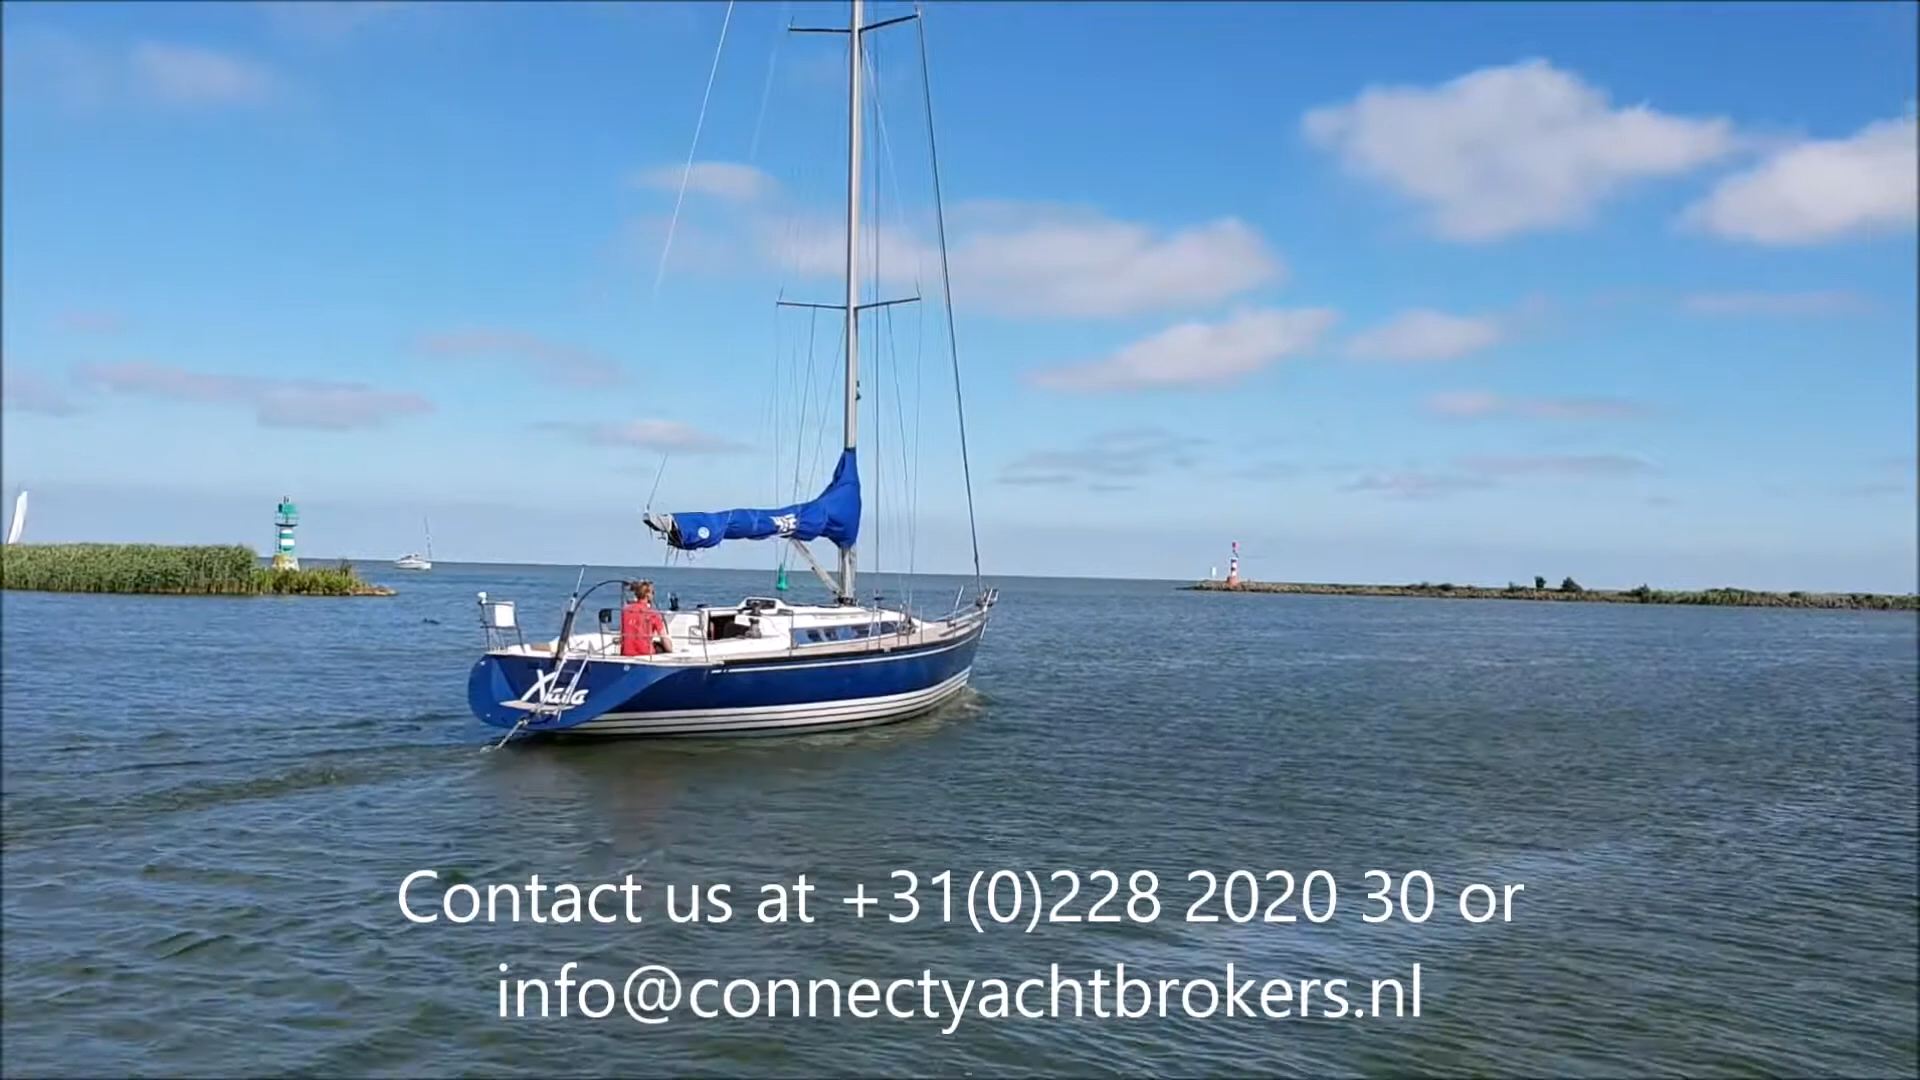 Contact us at +31(0)228 2020 30 or
info@connectyachtbrokers.nl